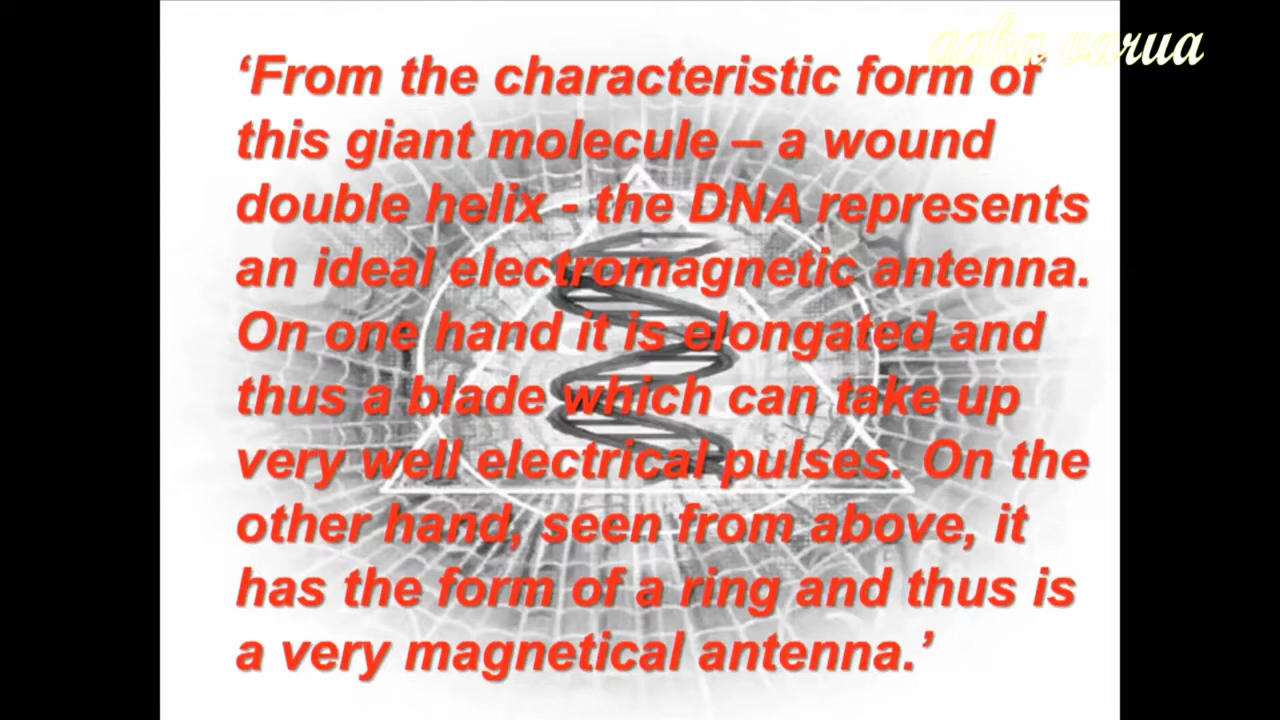 ‘From the characteristic form of
this giant molecule – a wound
double helix - the DNA represents
an ideal electromagnetic antenna.
On one hand it is elongated and
thus a blade which can take up
very well electrical pulses. On the
other hand, seen from above, it
has the form of a ring and thus is
a very magnetical antenna.’